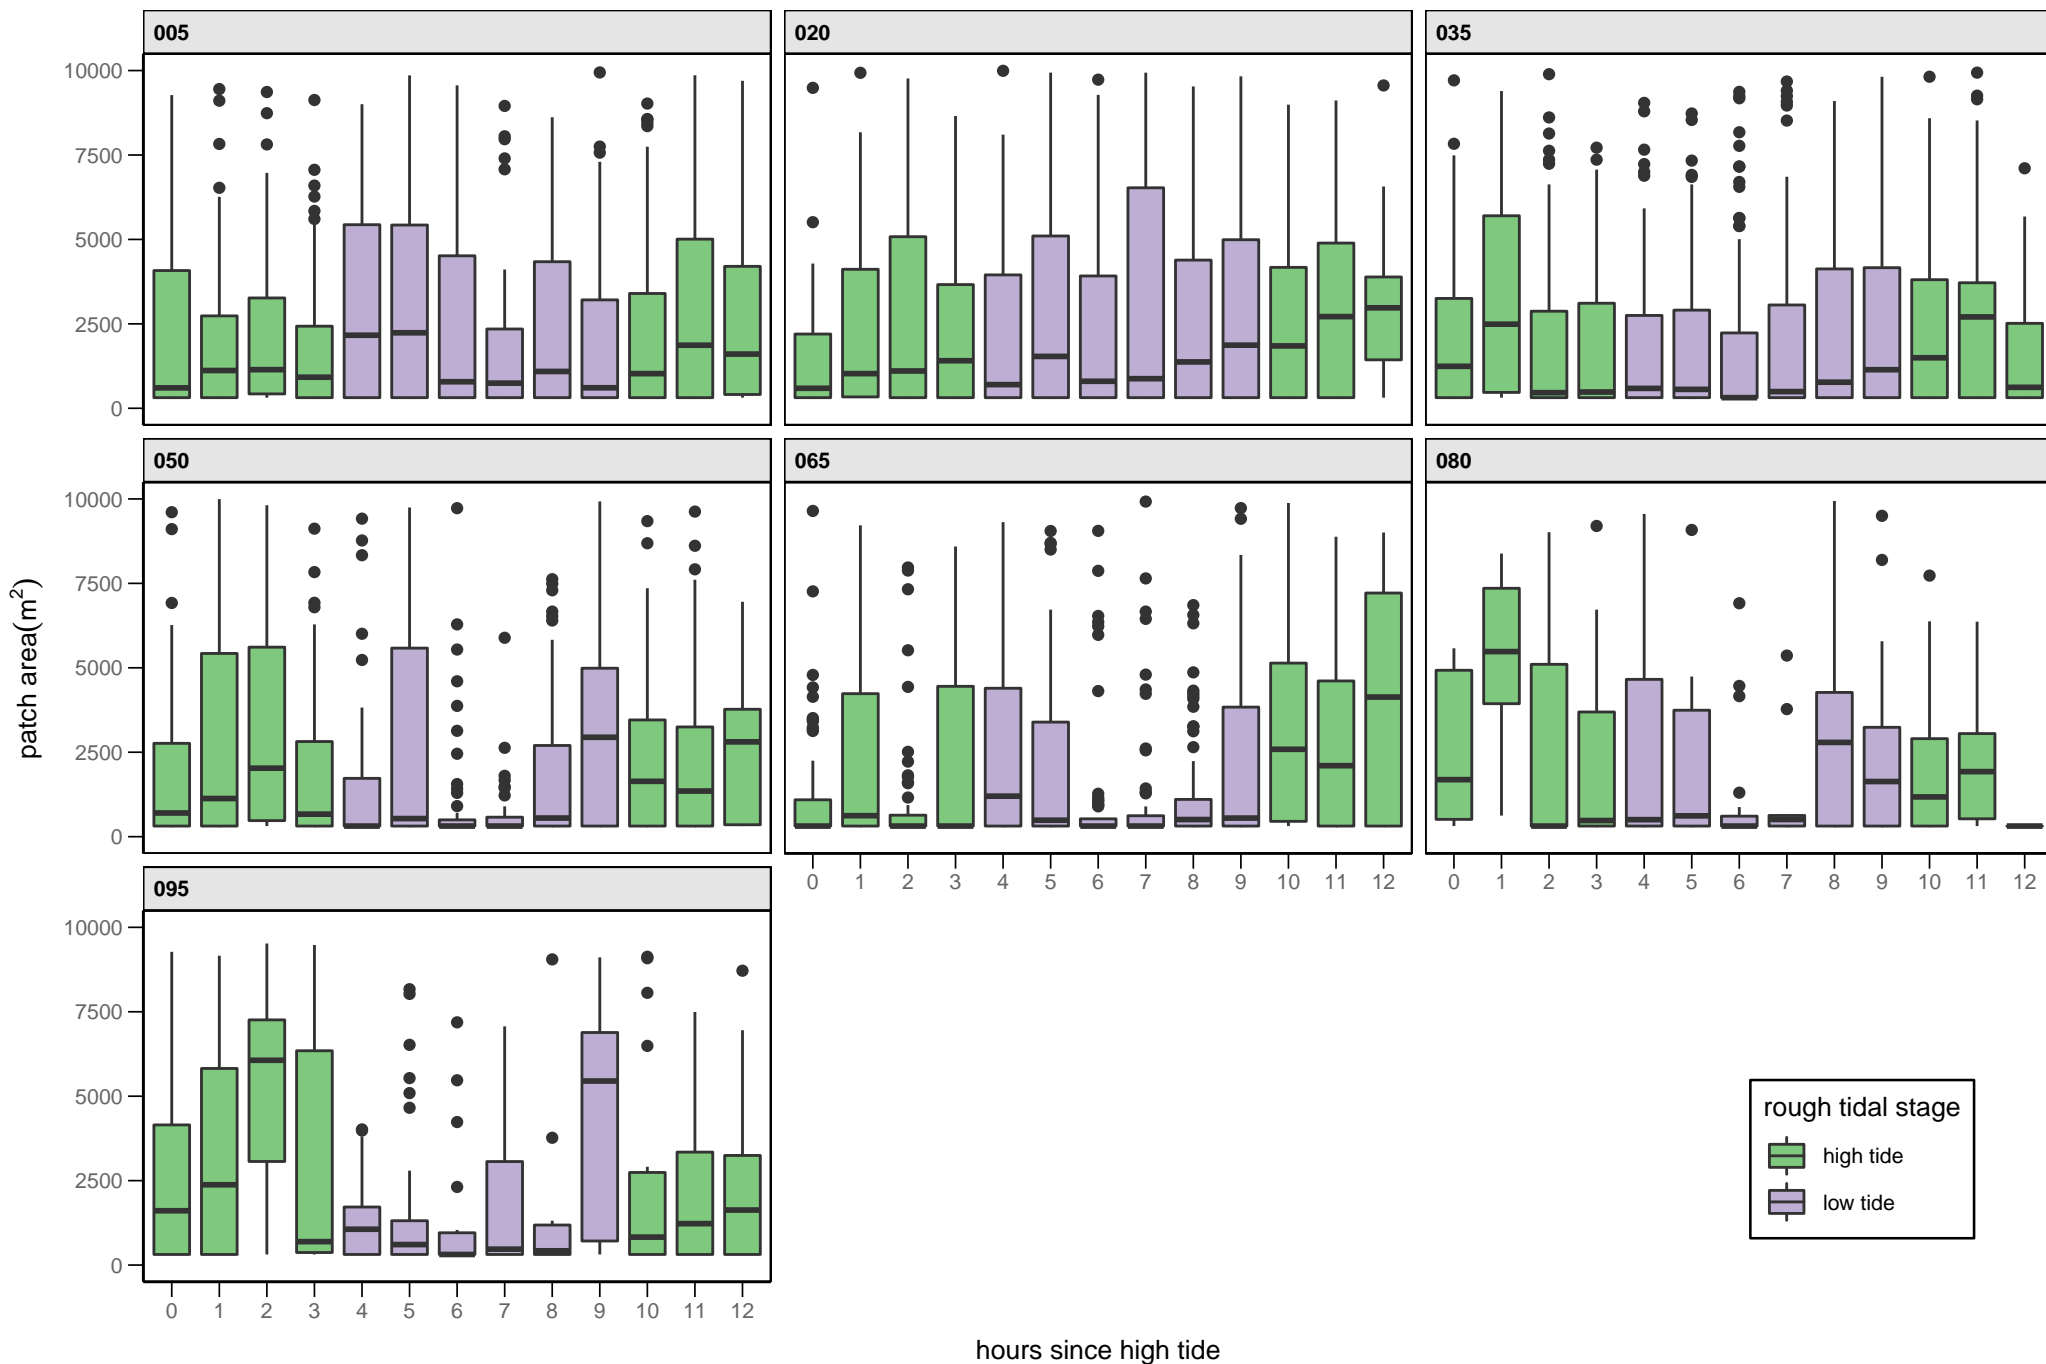 005 020 035
10000
7500
5000
2500
0
050 065 080
10000
7500
5000
2500
0
0 1 2 3 4 5 6 7 8 9 10 11 12 0 1 2 3 4 5 6 7 8 9 10 11 12
095
10000
7500
5000
2500
0
0 1 2 3 4 5 6 7 8 9 10 11 12
patch area(m²)
hours since high tide
rough tidal stage
high tide
low tide